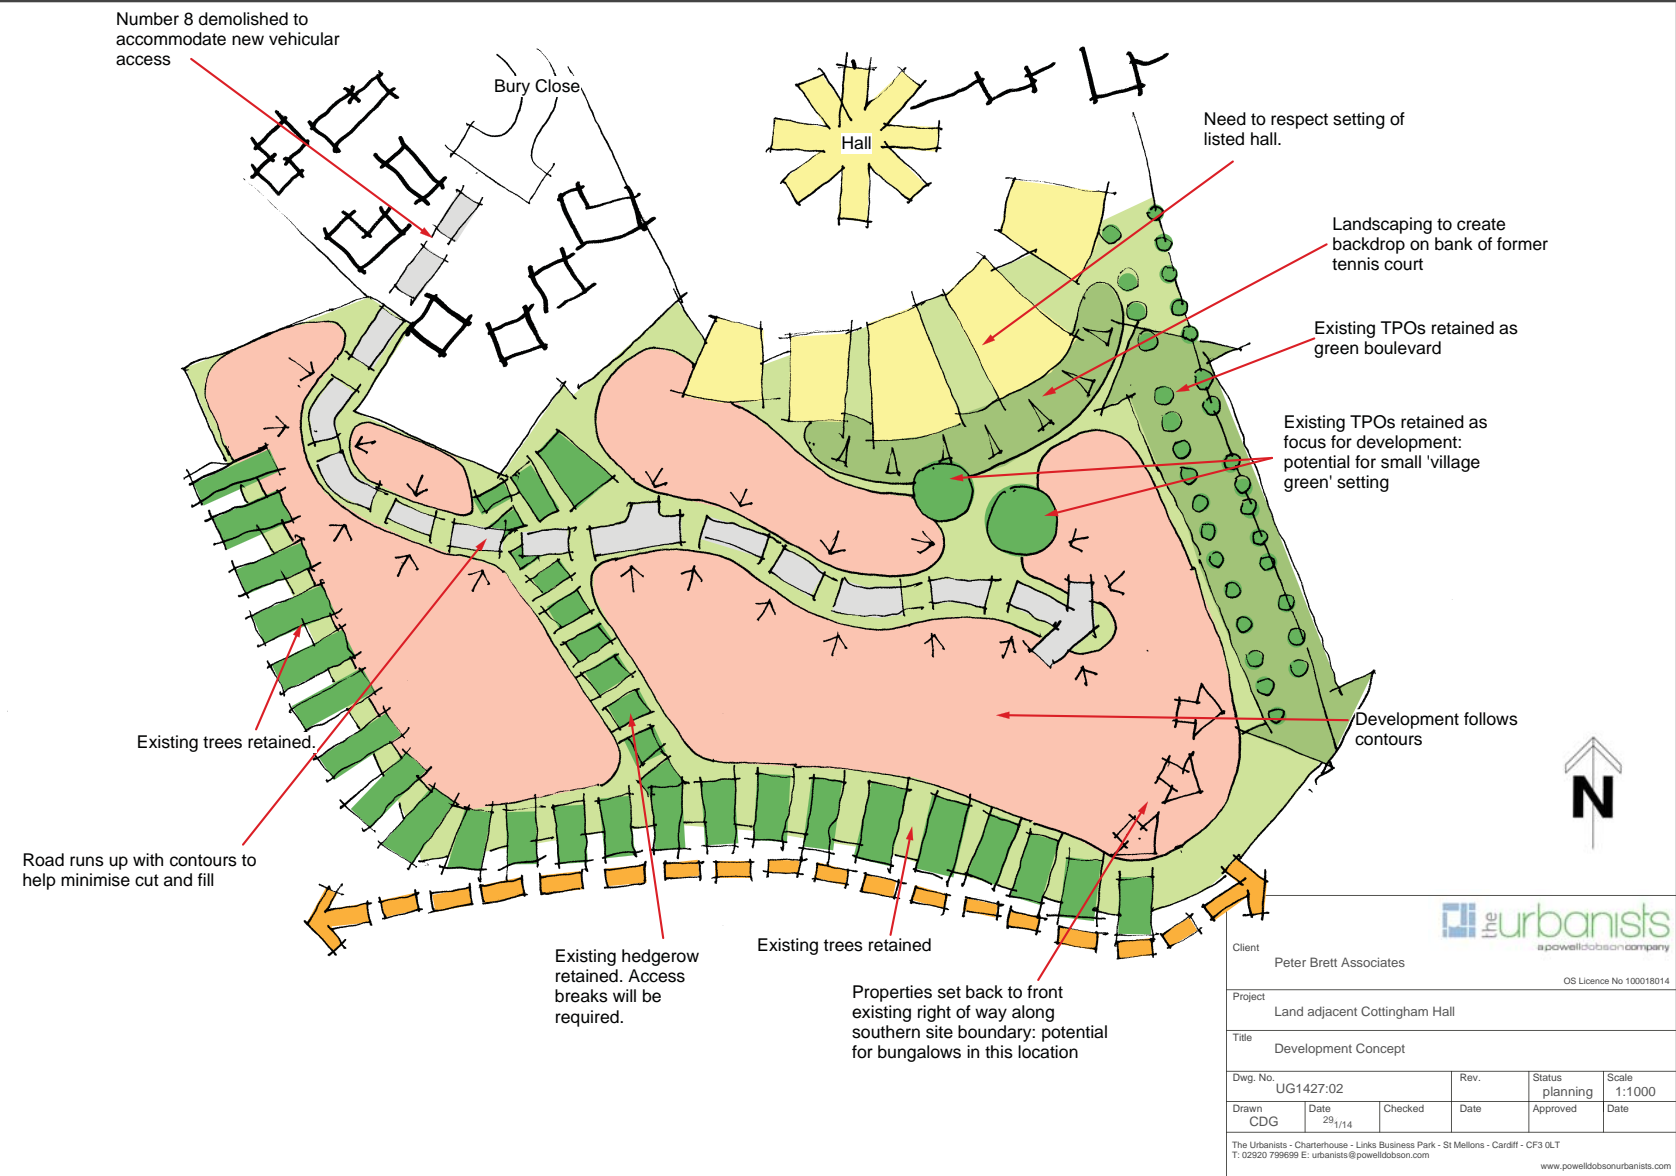 Number 8 demolished to
accommodate new vehicular
access
Bury Close
Hall
Need to respect setting of
listed hall.
Landscaping to create
backdrop on bank of former
tennis court
Existing TPOs retained as
green boulevard
Existing TPOs retained as
focus for development:
potential for small 'village
green' setting
Existing trees retained.
Development follows
contours
N
Road runs up with contours to
help minimise cut and fill
Existing hedgerow
retained. Access
breaks will be
required.
Existing trees retained
Properties set back to front
existing right of way along
southern site boundary: potential
for bungalows in this location
the urbanists
a powelldobson company
Client
Peter Brett Associates
OS Licence No 100018014
Project
Land adjacent Cottingham Hall
Title
Development Concept
Dwg. No. Rev. Status Scale
UG1427:02 planning 1:1000
Drawn Date Checked Date Approved Date
CDG 291/14
The Urbanists - Charterhouse - Links Business Park - St Mellons - Cardiff - CF3 0LT
T: 02920 799699 E: urbanists@powelldobson.com
www.powelldobsonurbanists.com